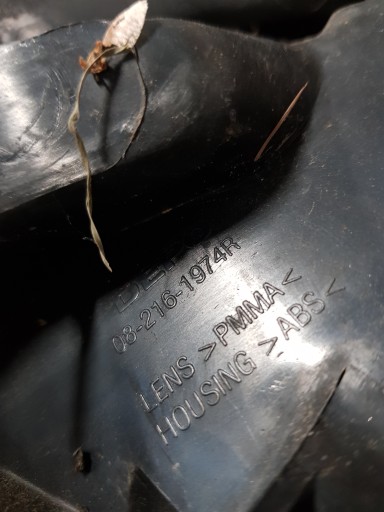 08-216-1974R
LENS >PMMA<
HOUSING >ABS<